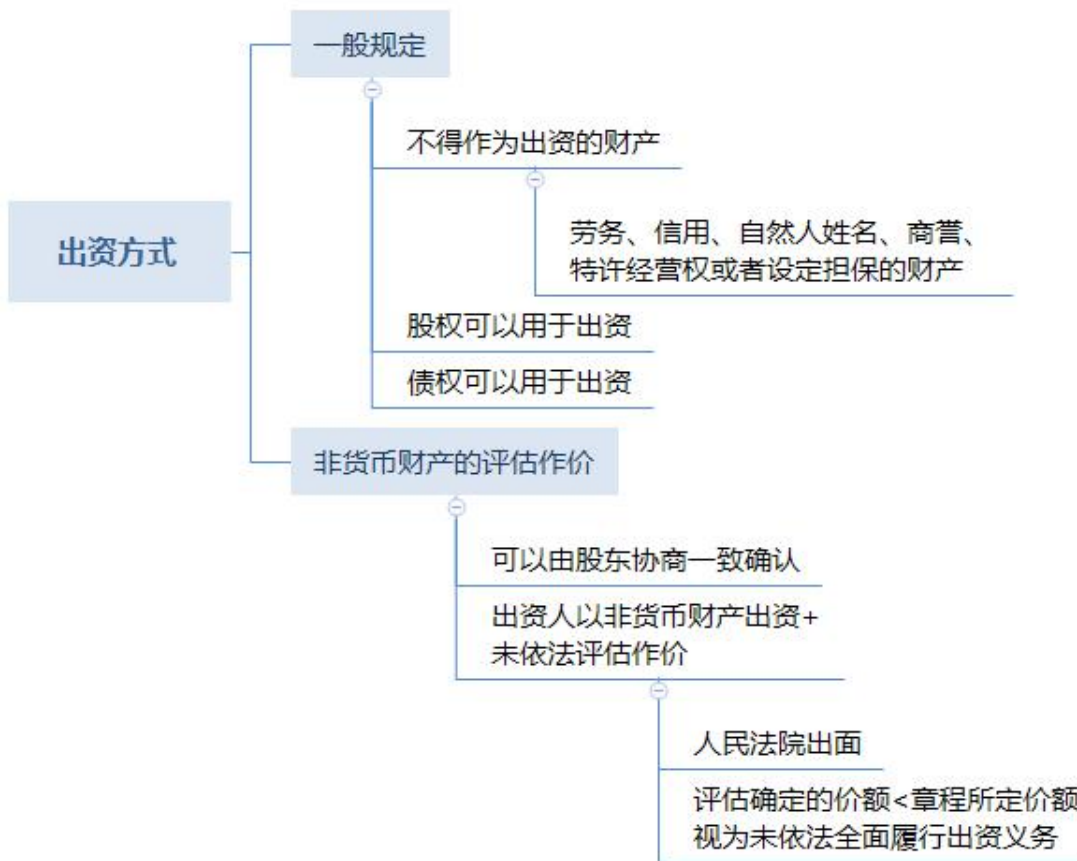 一般规定
不得作为出资的财产
出资方式
劳务、信用、自然人姓名、商誉、
特许经营权或者设定担保的财产
股权可以用于出资
债权可以用于出资
非货币财产的评估作价
可以由股东协商一致确认
出资人以非货币财产出资+
未依法评估作价
人民法院出面
评估确定的价额<章程所定价额
视为未依法全面履行出资义务